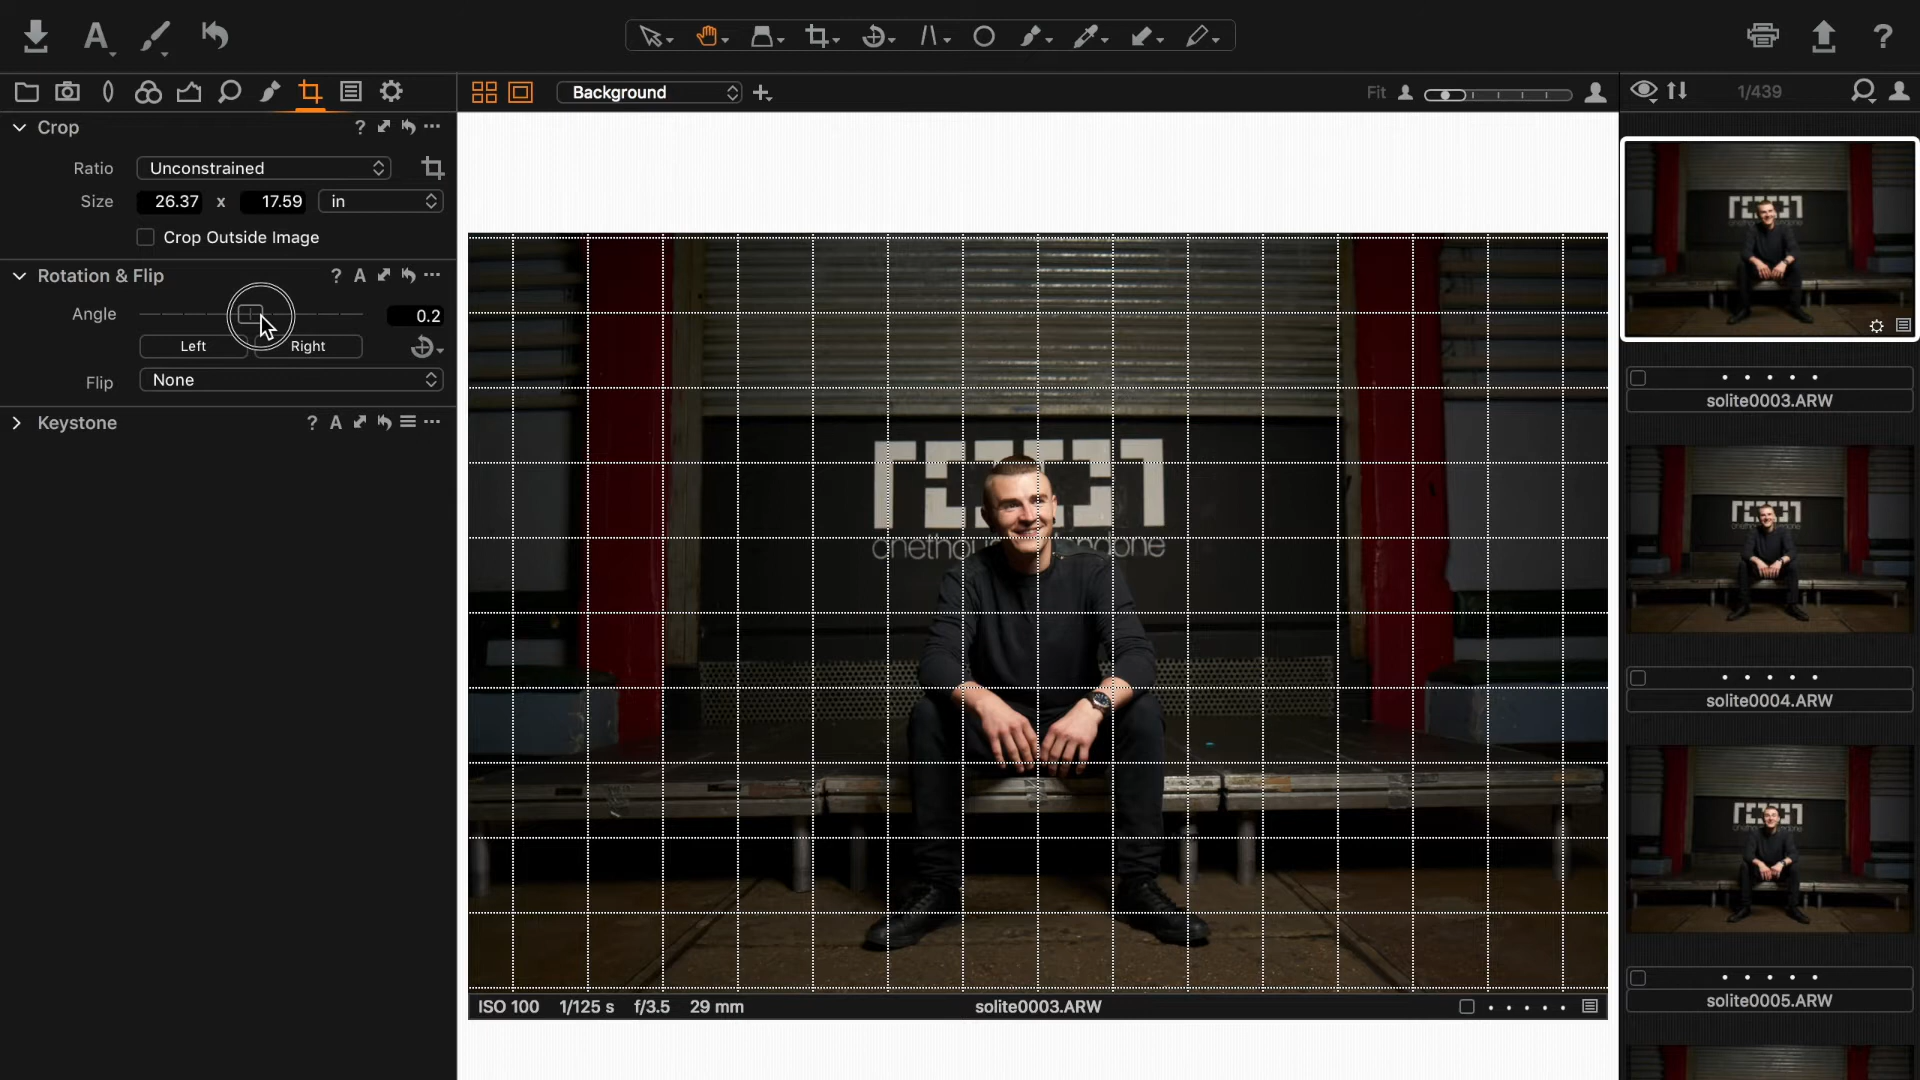 1/439
Background
Fit
Crop
Ratio
Unconstrained
Size
26.37 x 17.59 in
Crop Outside Image
Rotation & Flip
Angle
0.2
Left
Right
Flip
None
Keystone
ISO 100 1/125 s f/3.5 29 mm
solite0003.ARW
solite0003.ARW
solite0004.ARW
solite0005.ARW